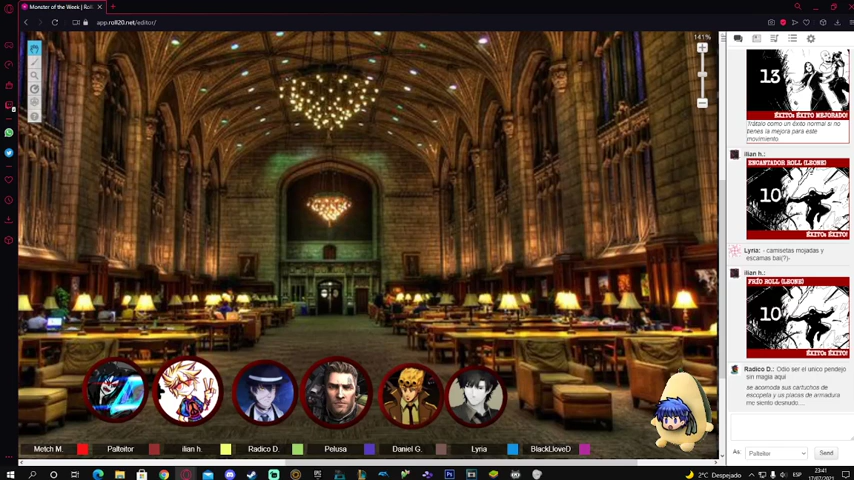 Monster of the Week | Roll
app.roll20.net/editor/
141%
13
ÉXITO: ÉXITO MEJORADO!
Trátalo como un éxito normal si no
tienes la mejora para este
movimiento
ilian h.:
ENCANTADOR ROLL (LEONE)
10
ÉXITO: ÉXITO!
Lyria: - camisetas mojadas y
escamas bai(?)-
ilian h.:
FRÍO ROLL (LEONE)
10
ÉXITO: ÉXITO!
Radico D.: Odio ser el unico pendejo
sin magia aqui
se acomoda sus cartuchos de
escopeta y us placas de armadura
me siento desnudo....
Metch M.
Palteitor
ilian h.
Radico D.
Pelusa
Daniel G.
Lyria
BlackLloveD
As:
Palteitor
Send
2°C Despejado
ESP
23:41
17/07/2021